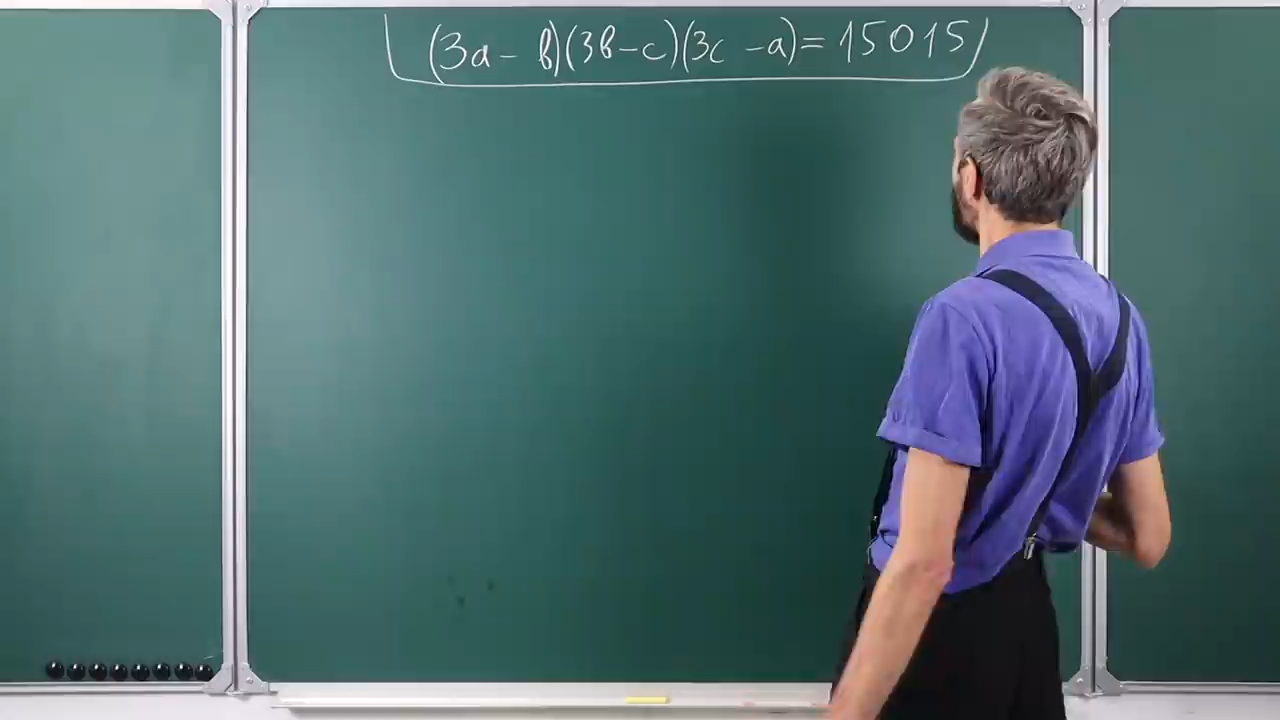 (3a - b)(3b-c)(3c - a) = 15015